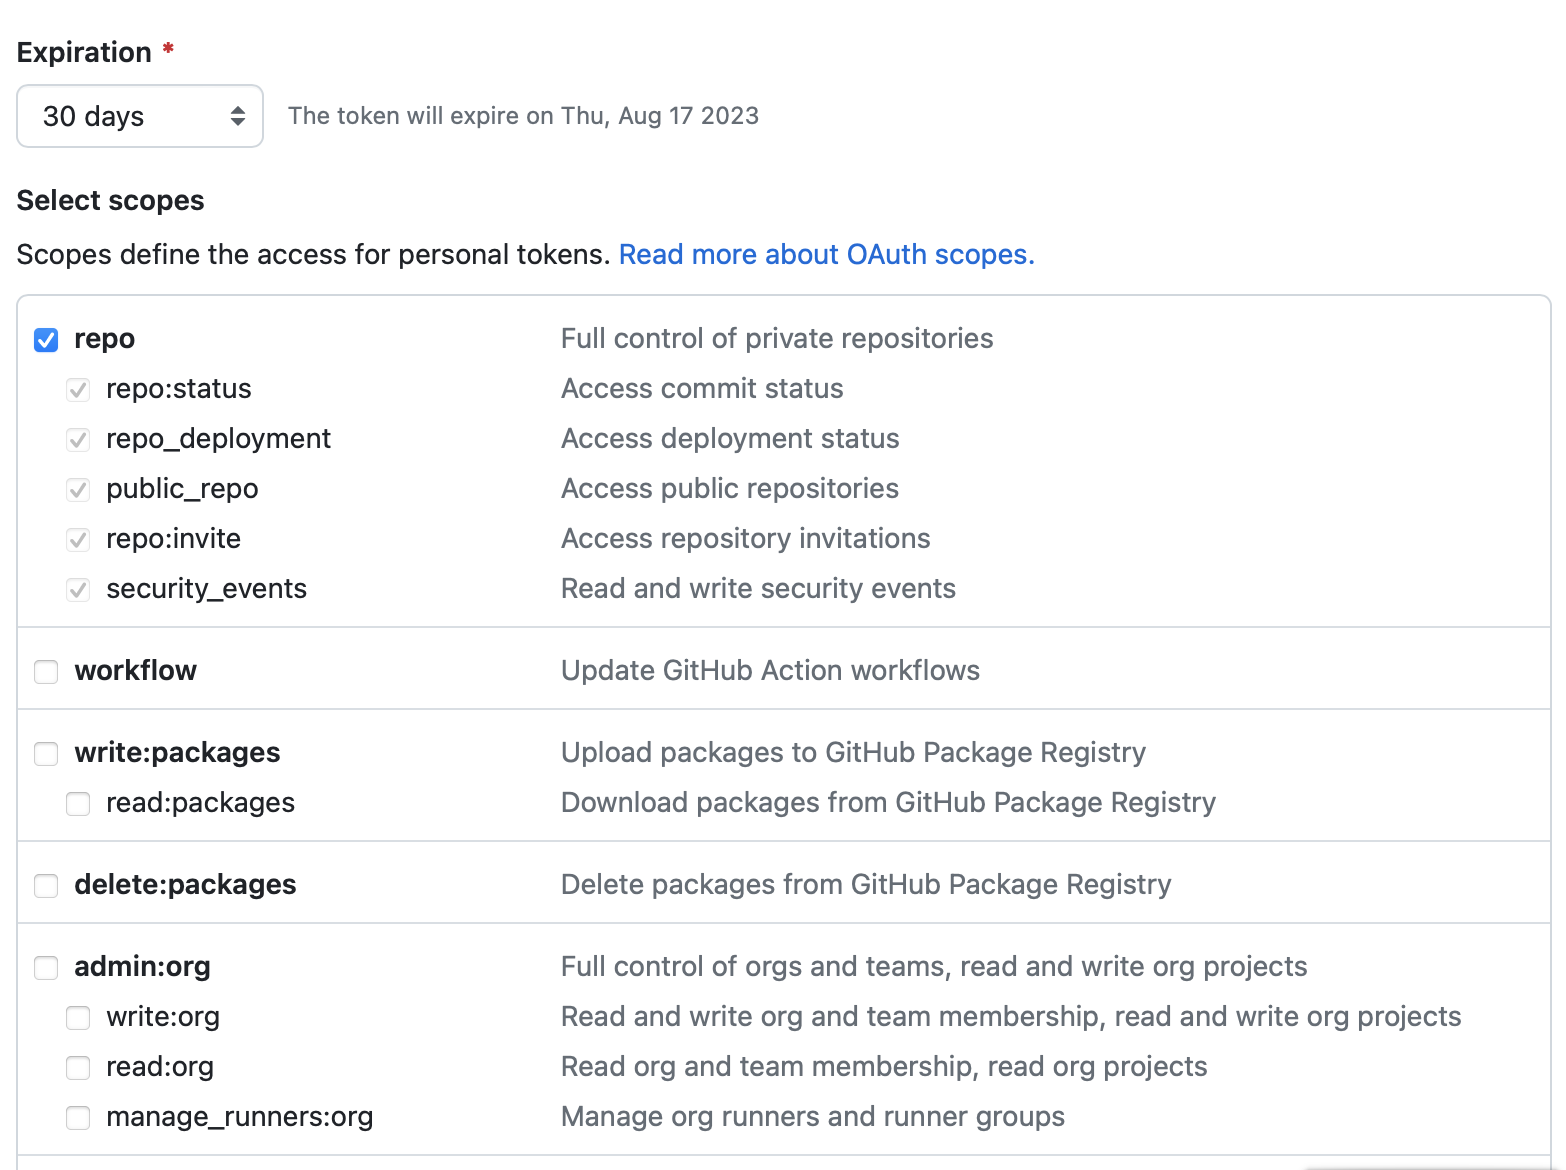 Expiration *
30 days The token will expire on Thu, Aug 17 2023
Select scopes
Scopes define the access for personal tokens. Read more about OAuth scopes.
repo Full control of private repositories
repo:status Access commit status
repo_deployment Access deployment status
public_repo Access public repositories
repo:invite Access repository invitations
security_events Read and write security events
workflow Update GitHub Action workflows
write:packages Upload packages to GitHub Package Registry
read:packages Download packages from GitHub Package Registry
delete:packages Delete packages from GitHub Package Registry
admin:org Full control of orgs and teams, read and write org projects
write:org Read and write org and team membership, read and write org projects
read:org Read org and team membership, read org projects
manage_runners:org Manage org runners and runner groups